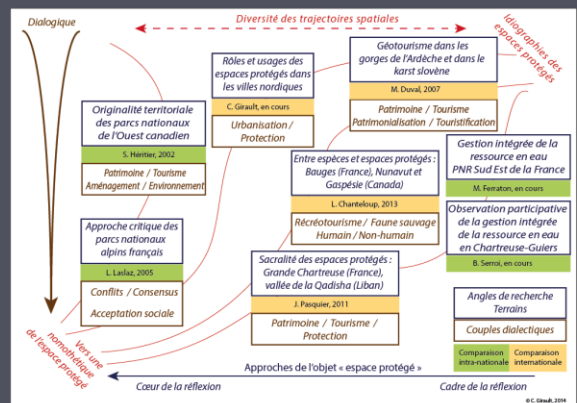 Dialogique
Diversité des trajectoires spatiales
Idiographies des
espaces protégés
Originalité territoriale
des parcs nationaux
de l'Ouest canadien
S. Héritier, 2002
Patrimoine / Tourisme
Aménagement / Environnement
Approche critique des
parcs nationaux
alpins français
L. Laslaz, 2005
Conflits / Consensus
Acceptation sociale
Rôles et usages des
espaces protégés dans
les villes nordiques
C. Girault, en cours
Urbanisation /
Protection
Géotourisme dans les
gorges de l'Ardèche et dans le
karst slovène
M. Duval, 2007
Patrimoine / Tourisme
Patrimonialisation / Touristification
Entre espèces et espaces protégés :
Bauges (France), Nunavut et
Gaspésie (Canada)
L. Chanteloup, 2013
Récréotourisme / Faune sauvage
Humain / Non-humain
Sacralité des espaces protégés :
Grande Chartreuse (France),
vallée de la Qadisha (Liban)
J. Pasquier, 2011
Patrimoine / Tourisme /
Protection
Gestion intégrée de la
ressource en eau
PNR Sud Est de la France
M. Ferraton, en cours
Observation participative
de la gestion intégrée
de la ressource en eau
en Chartreuse-Guiers
B. Serroi, en cours
Angles de recherche
Terrains
Couples dialectiques
Comparaison
intra-nationale
Comparaison
internationale
Vers une
nomothétique
de l'espace protégé
Approches de l'objet « espace protégé »
Cœur de la réflexion
Cadre de la réflexion
© C. Girault, 2014